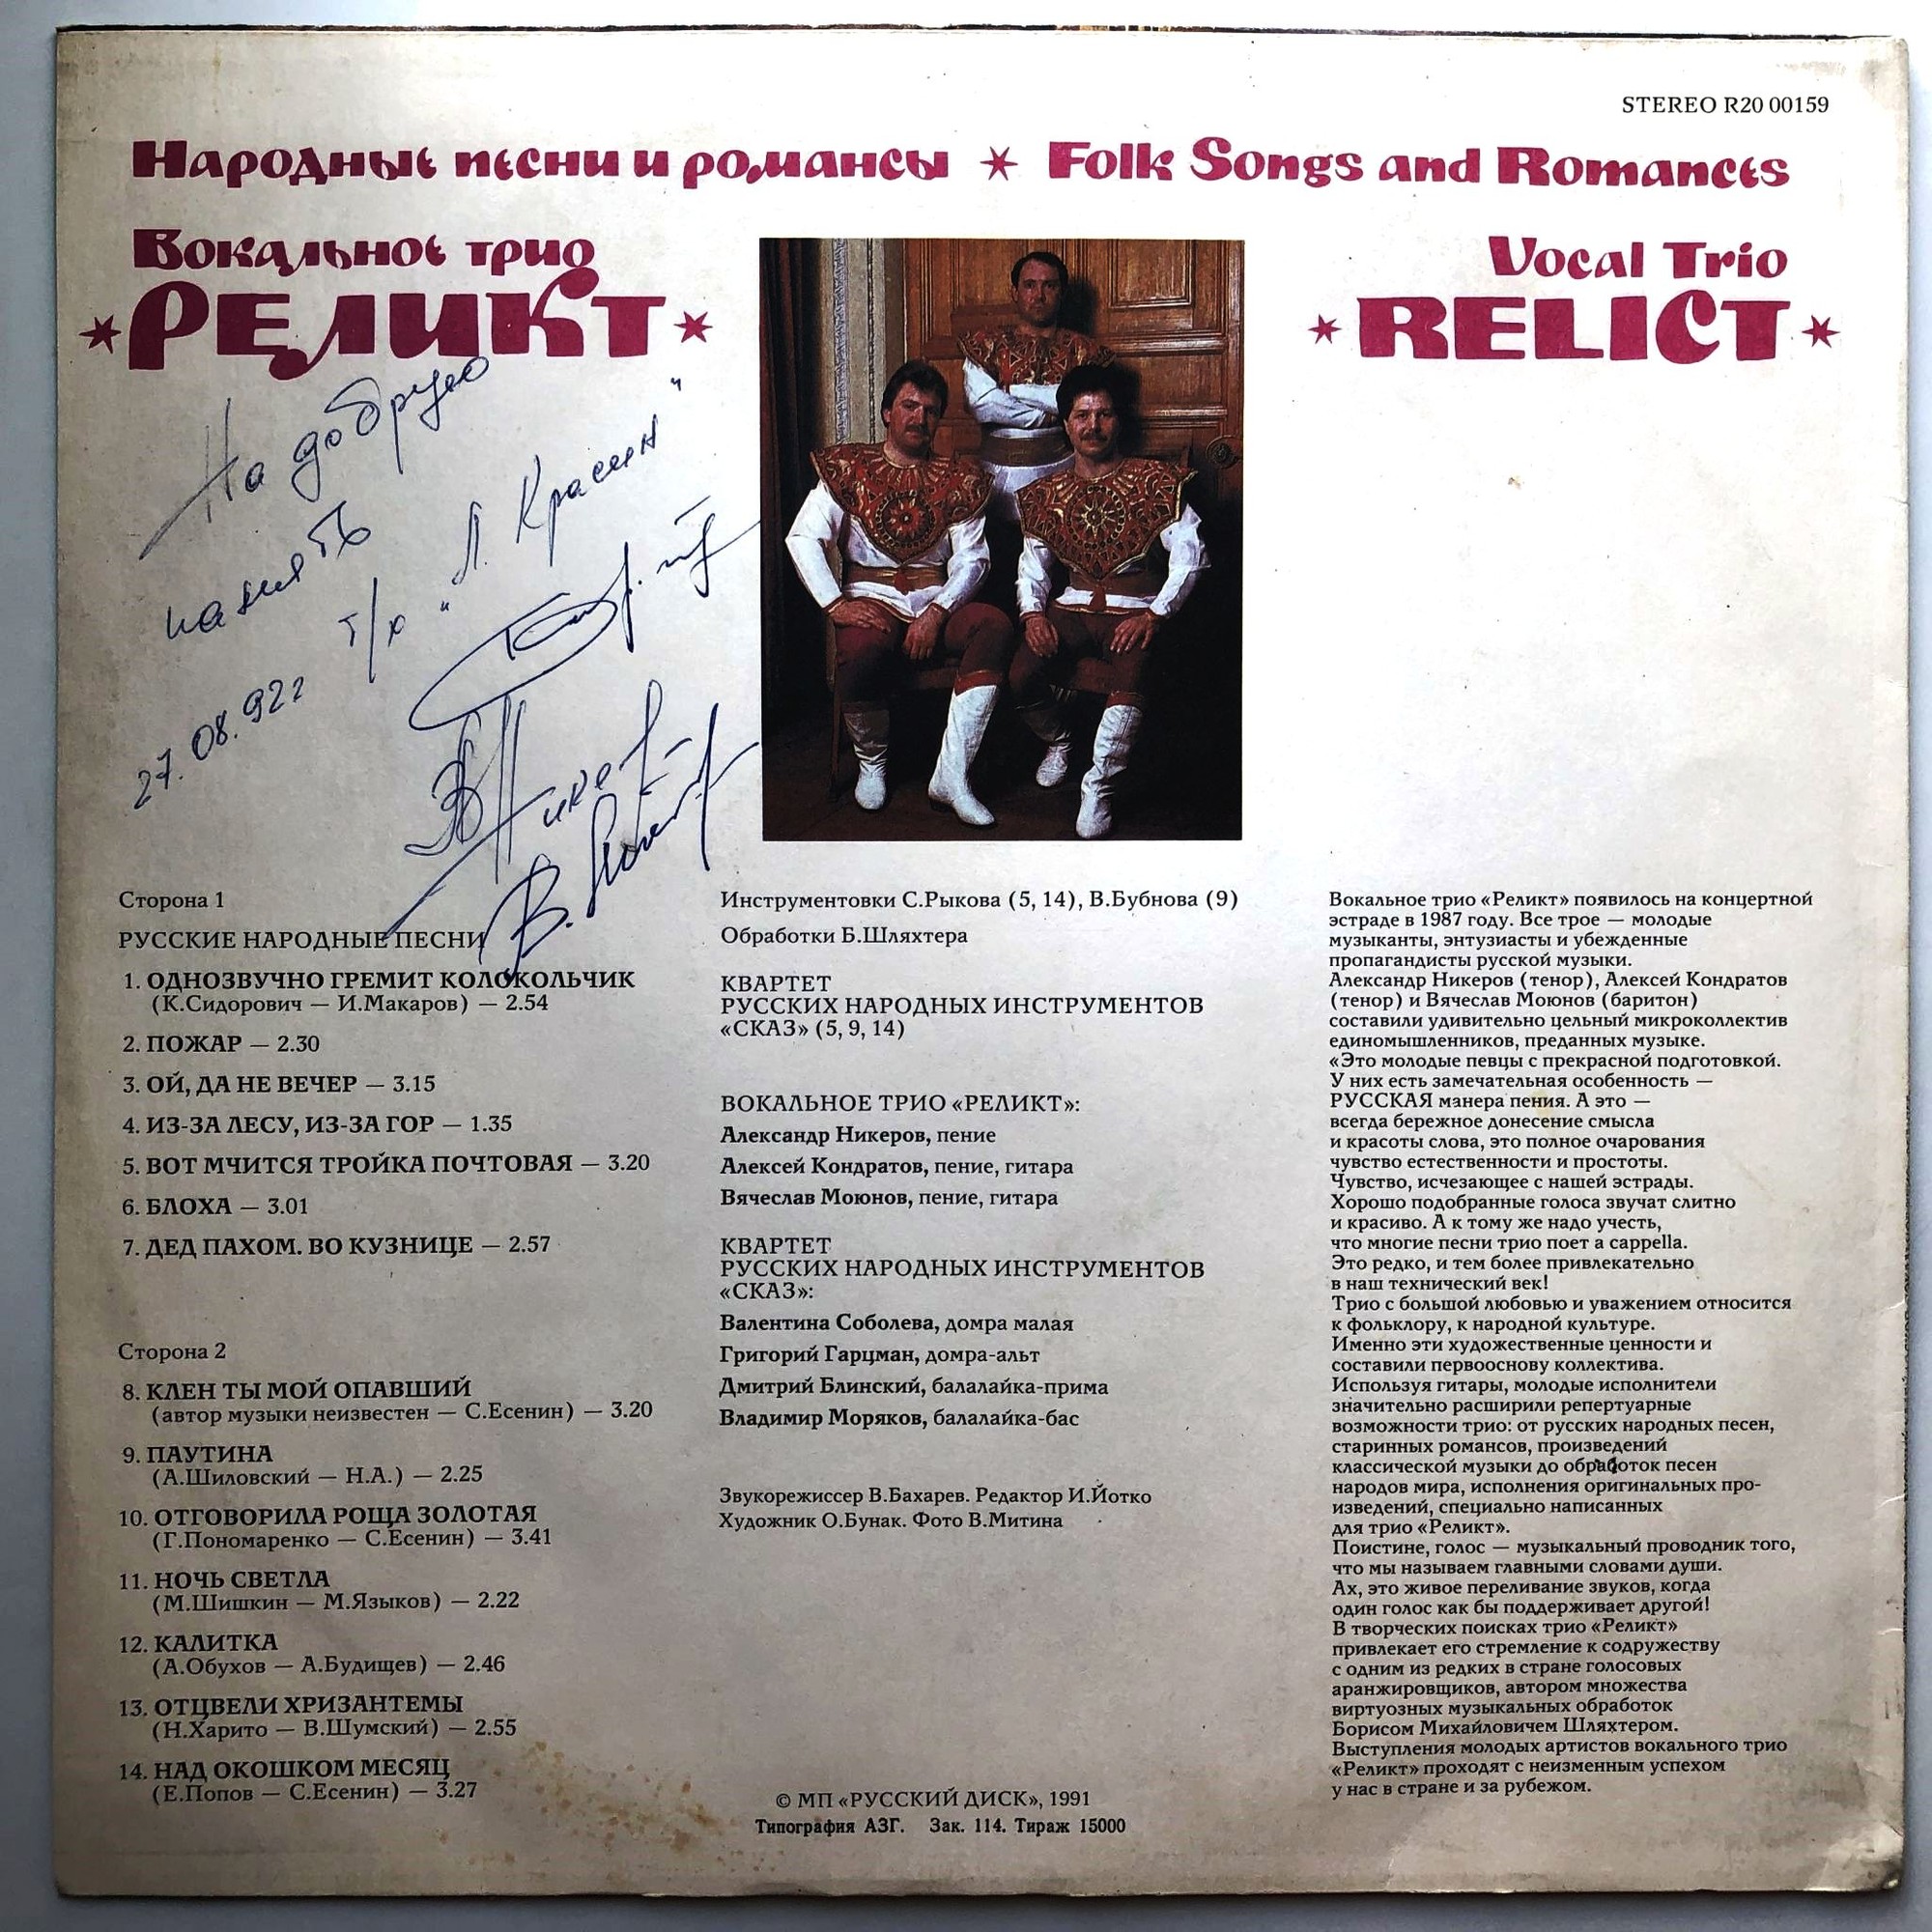 STEREO R20 00159
Народные песни и романсы * Folk Songs and Romances
Вокальное трио
*РЕЛИКТ*
Vocal Trio
*RELICT*
На добрую
память
т/х "Л. Красин"
27.08.92г
Сторона 1
РУССКИЕ НАРОДНЫЕ ПЕСНИ
1. ОДНОЗВУЧНО ГРЕМИТ КОЛОКОЛЬЧИК
(К.Сидорович — И.Макаров) — 2.54
2. ПОЖАР — 2.30
3. ОЙ, ДА НЕ ВЕЧЕР — 3.15
4. ИЗ-ЗА ЛЕСУ, ИЗ-ЗА ГОР — 1.35
5. ВОТ МЧИТСЯ ТРОЙКА ПОЧТОВАЯ — 3.20
6. БЛОХА — 3.01
7. ДЕД ПАХОМ. ВО КУЗНИЦЕ — 2.57
Сторона 2
8. КЛЕН ТЫ МОЙ ОПАВШИЙ
(автор музыки неизвестен — С.Есенин) — 3.20
9. ПАУТИНА
(А.Шиловский — Н.А.) — 2.25
10. ОТГОВОРИЛА РОЩА ЗОЛОТАЯ
(Г.Пономаренко — С.Есенин) — 3.41
11. НОЧЬ СВЕТЛА
(М.Шишкин — М.Языков) — 2.22
12. КАЛИТКА
(А.Обухов — А.Будищев) — 2.46
13. ОТЦВЕЛИ ХРИЗАНТЕМЫ
(Н.Харито — В.Шумский) — 2.55
14. НАД ОКОШКОМ МЕСЯЦ
(Е.Попов — С.Есенин) — 3.27
Инструментовки С.Рыкова (5, 14), В.Бубнова (9)
Обработки Б.Шляхтера
КВАРТЕТ
РУССКИХ НАРОДНЫХ ИНСТРУМЕНТОВ
«СКАЗ» (5, 9, 14)
ВОКАЛЬНОЕ ТРИО «РЕЛИКТ»:
Александр Никеров, пение
Алексей Кондратов, пение, гитара
Вячеслав Моюнов, пение, гитара
КВАРТЕТ
РУССКИХ НАРОДНЫХ ИНСТРУМЕНТОВ
«СКАЗ»:
Валентина Соболева, домра малая
Григорий Гарцман, домра-альт
Дмитрий Блинский, балалайка-прима
Владимир Моряков, балалайка-бас
Звукорежиссер В.Бахарев. Редактор И.Йотко
Художник О.Бунак. Фото В.Митина
© МП «РУССКИЙ ДИСК», 1991
Типография АЗГ. Зак. 114. Тираж 15000
Вокальное трио «Реликт» появилось на концертной
эстраде в 1987 году. Все трое — молодые
музыканты, энтузиасты и убежденные
пропагандисты русской музыки.
Александр Никеров (тенор), Алексей Кондратов
(тенор) и Вячеслав Моюнов (баритон)
составили удивительно цельный микроколлектив
единомышленников, преданных музыке.
«Это молодые певцы с прекрасной подготовкой.
У них есть замечательная особенность —
РУССКАЯ манера пения. А это —
всегда бережное донесение смысла
и красоты слова, это полное очарования
чувство естественности и простоты.
Чувство, исчезающее с нашей эстрады.
Хорошо подобранные голоса звучат слитно
и красиво. А к тому же надо учесть,
что многие песни трио поет a cappella.
Это редко, и тем более привлекательно
в наш технический век!
Трио с большой любовью и уважением относится
к фольклору, к народной культуре.
Именно эти художественные ценности и
составили первооснову коллектива.
Используя гитары, молодые исполнители
значительно расширили репертуарные
возможности трио: от русских народных песен,
старинных романсов, произведений
классической музыки до обработок песен
народов мира, исполнения оригинальных про-
изведений, специально написанных
для трио «Реликт».
Поистине, голос — музыкальный проводник того,
что мы называем главными словами души.
Ах, это живое переливание звуков, когда
один голос как бы поддерживает другой!
В творческих поисках трио «Реликт»
привлекает его стремление к содружеству
с одним из редких в стране голосовых
аранжировщиков, автором множества
виртуозных музыкальных обработок
Борисом Михайловичем Шляхтером.
Выступления молодых артистов вокального трио
«Реликт» проходят с неизменным успехом
у нас в стране и за рубежом.